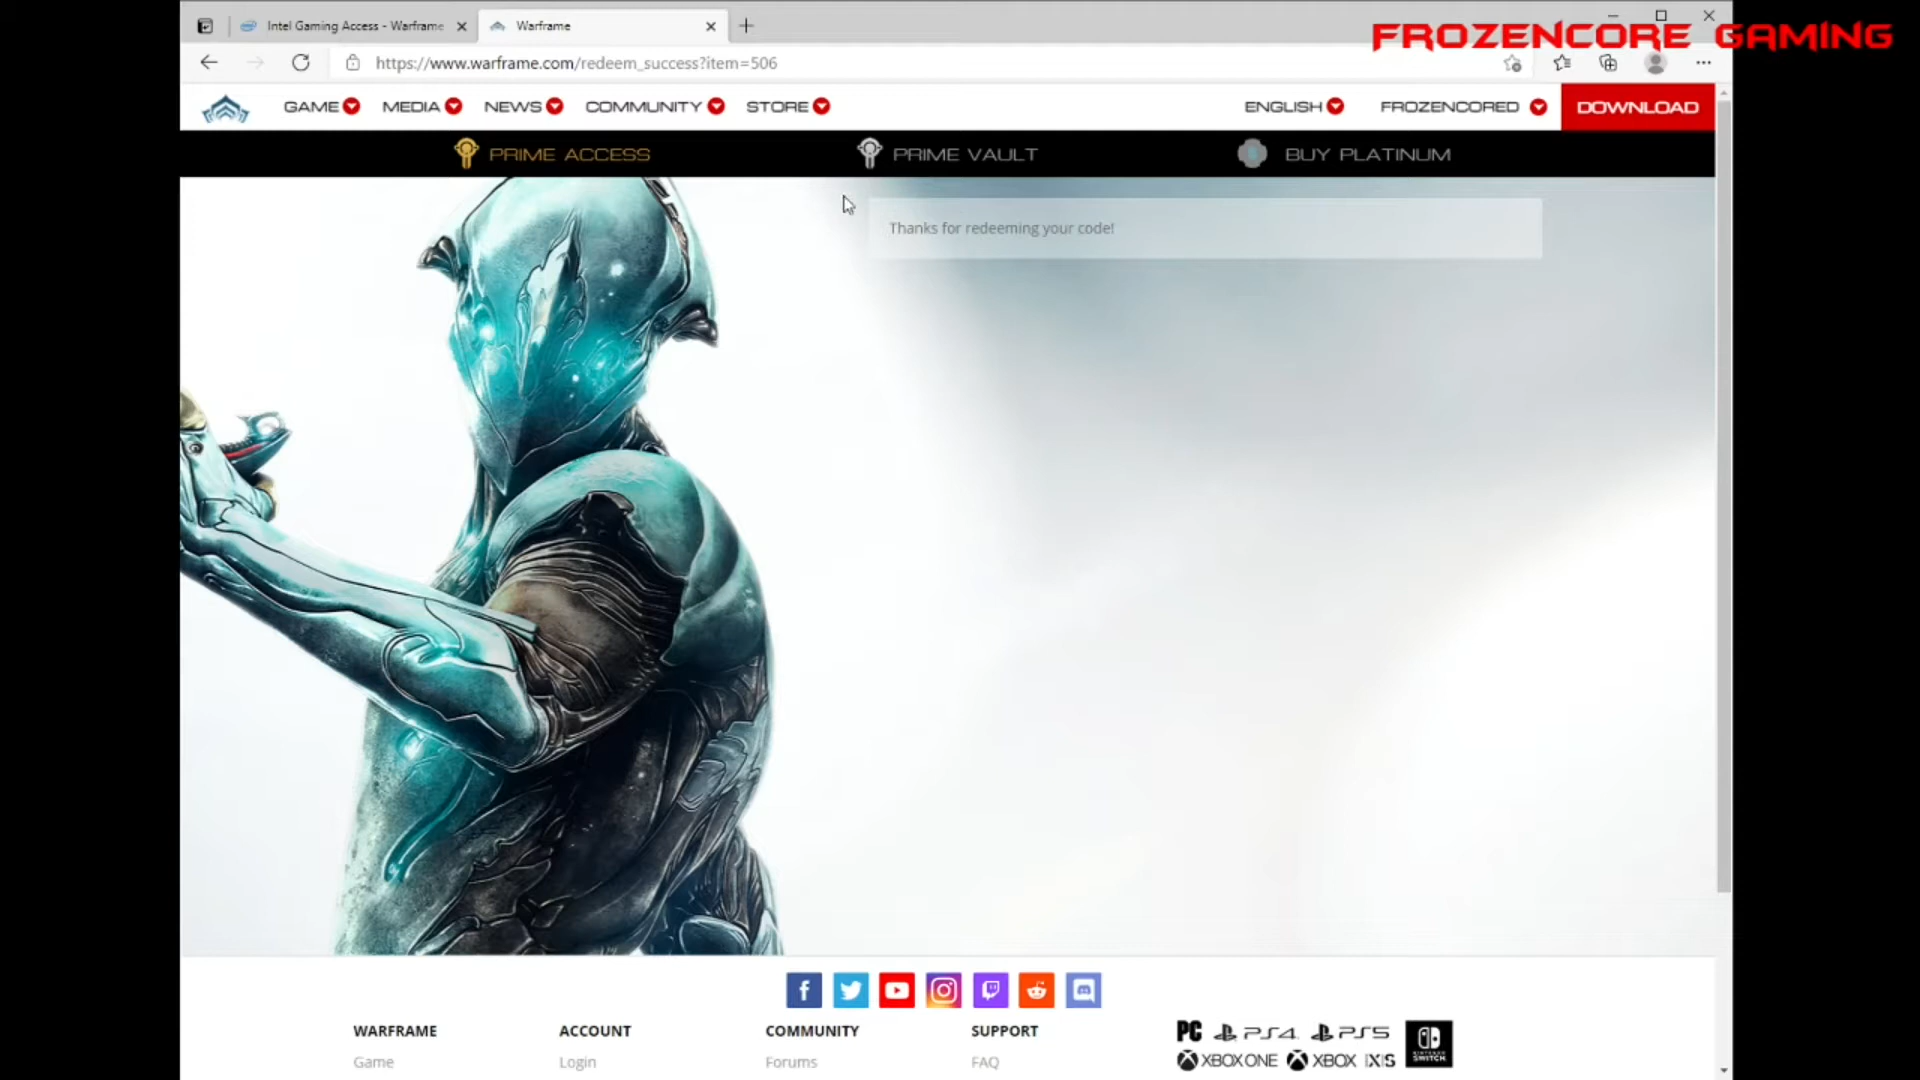 Intel Gaming Access - Warframe
Warframe
FROZENCORE GAMING
https://www.warframe.com/redeem_success?item=506
GAME
MEDIA
NEWS
COMMUNITY
STORE
ENGLISH
FROZENCORED
DOWNLOAD
PRIME ACCESS
PRIME VAULT
BUY PLATINUM
Thanks for redeeming your code!
WARFRAME
ACCOUNT
COMMUNITY
SUPPORT
PC PS4 PS5
NINTENDO SWITCH
Game
Login
Forums
FAQ
XBOX ONE XBOX X|S